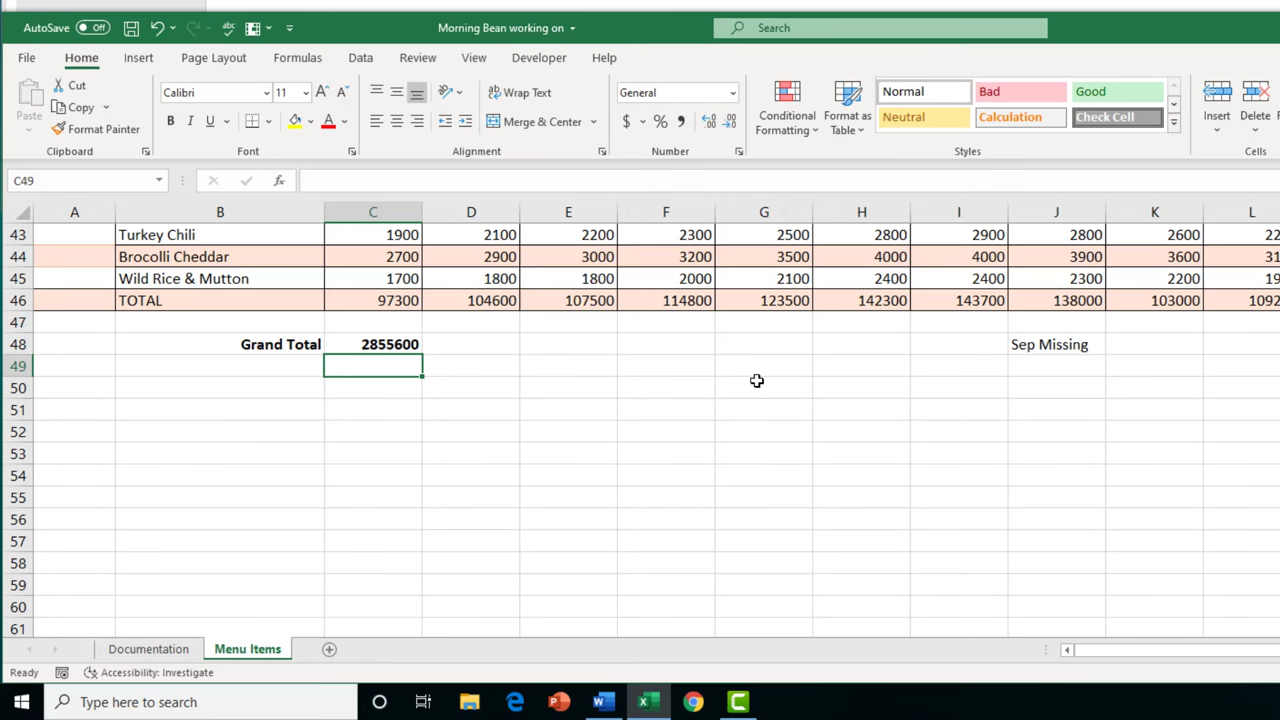 AutoSave Off Morning Bean working on Search
File Home Insert Page Layout Formulas Data Review View Developer Help
Paste Cut Copy Format Painter Clipboard
Calibri 11 B I U A Font
Wrap Text Merge & Center Alignment
General $ % Number
Conditional Formatting Format as Table
Normal Bad Good
Neutral Calculation Check Cell
Styles
Insert Delete Cells
C49 fx
A B C D E F G H I J K L
43 Turkey Chili 1900 2100 2200 2300 2500 2800 2900 2800 2600 22
44 Brocolli Cheddar 2700 2900 3000 3200 3500 4000 4000 3900 3600 31
45 Wild Rice & Mutton 1700 1800 1800 2000 2100 2400 2400 2300 2200 19
46 TOTAL 97300 104600 107500 114800 123500 142300 143700 138000 103000 1092
47
48 Grand Total 2855600 Sep Missing
49
50
51
52
53
54
55
56
57
58
59
60
61
Documentation Menu Items
Ready Accessibility: Investigate
Type here to search